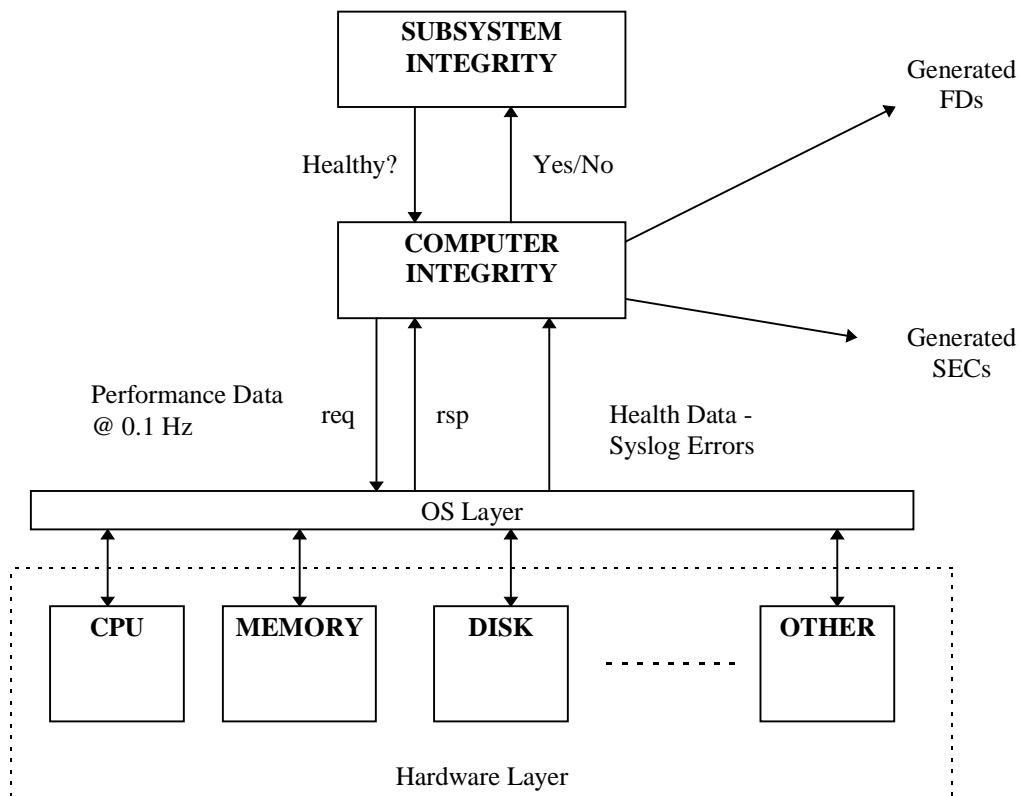 SUBSYSTEM
INTEGRITY
Generated
FDs
Healthy?
Yes/No
COMPUTER
INTEGRITY
Generated
SECs
Performance Data
@ 0.1 Hz
req
rsp
Health Data -
Syslog Errors
OS Layer
CPU
MEMORY
DISK
OTHER
Hardware Layer